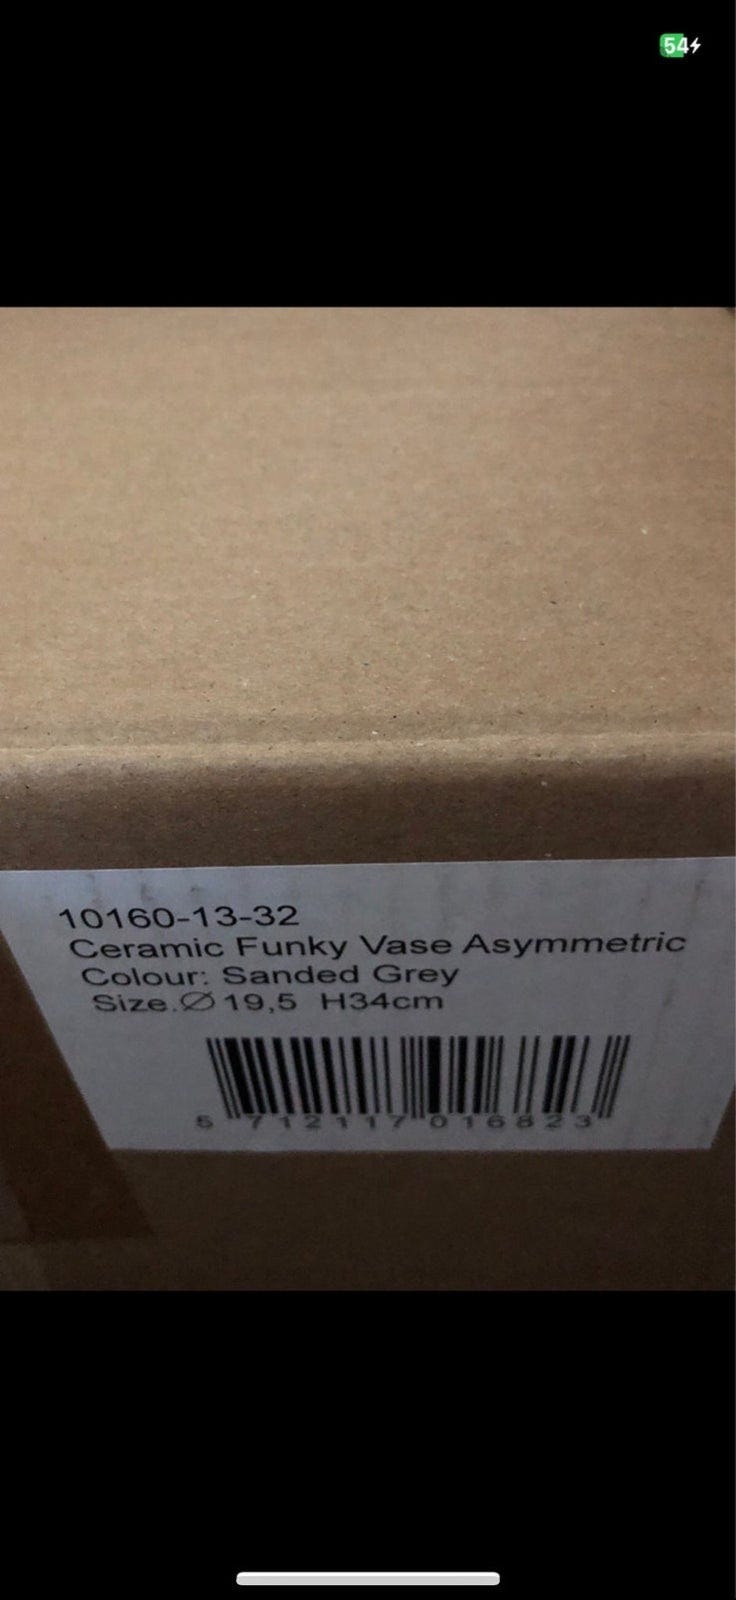 54
10160-13-32
Ceramic Funky Vase Asymmetric
Colour: Sanded Grey
Size.Ø 19,5 H34cm
5 712117 016823